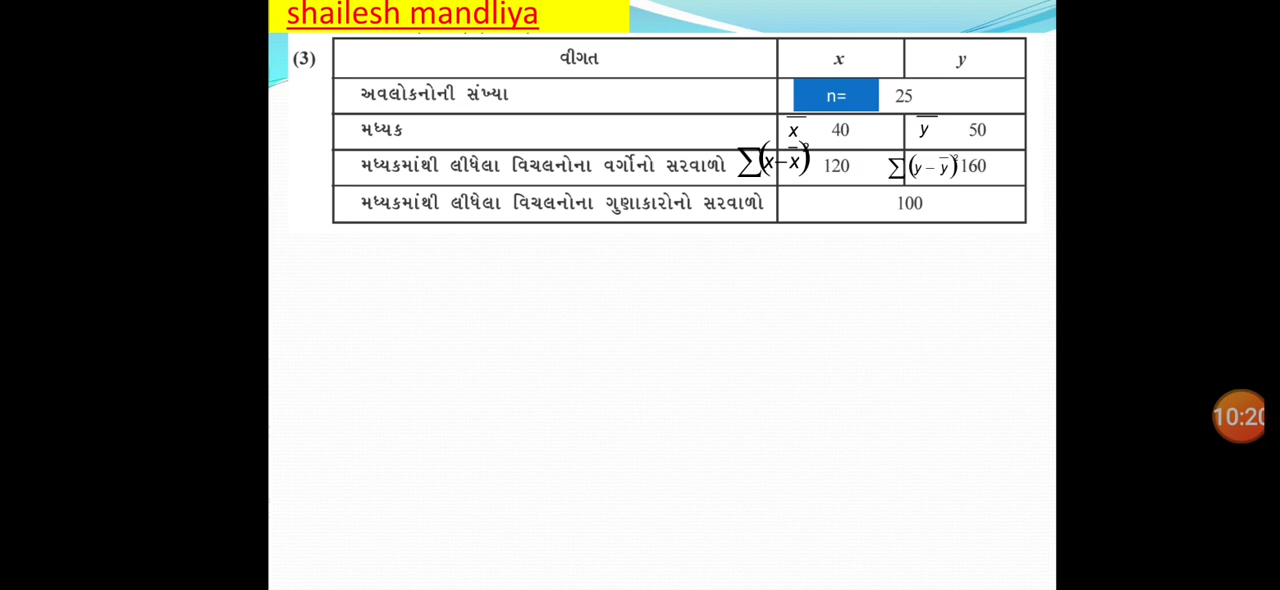 shailesh mandliya
(3) વીગત x y
અવલોકનોની સંખ્યા n= 25
મધ્યક x̅ 40 y̅ 50
મધ્યકમાંથી લીધેલા વિચલનોના વર્ગોનો સરવાળો ∑(x−x̅)² 120 ∑(y−y̅)² 160
મધ્યકમાંથી લીધેલા વિચલનોના ગુણાકારોનો સરવાળો 100
10:20